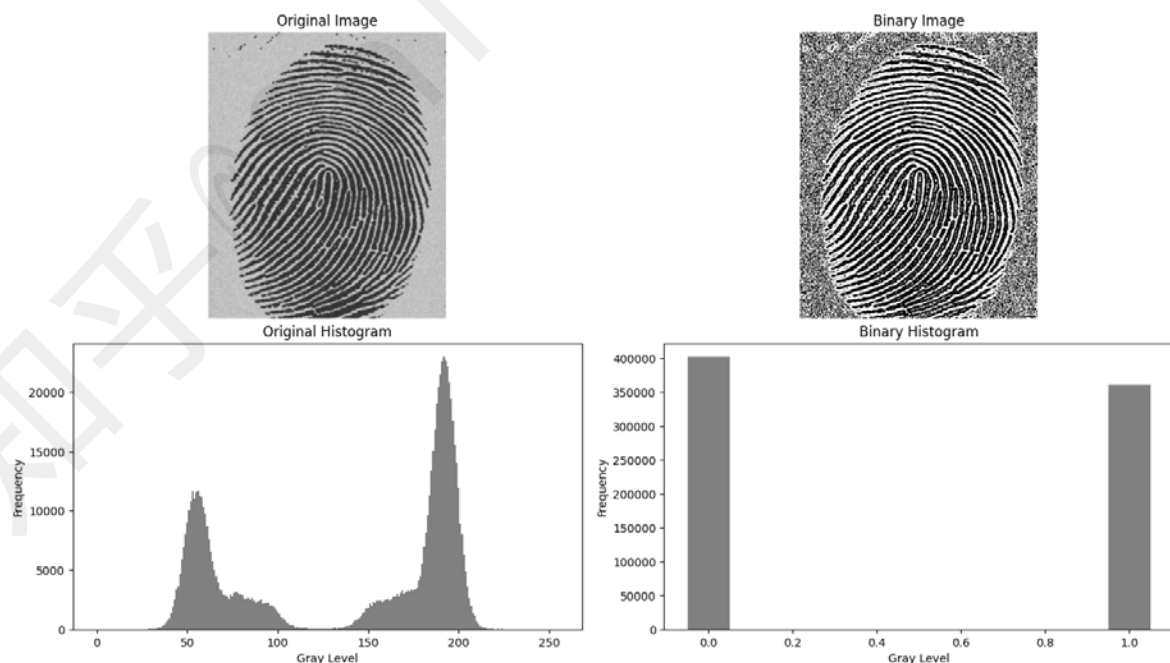 Original Image
Binary Image
Original Histogram
Binary Histogram
Frequency
20000
15000
10000
5000
0
0
50
100
150
200
250
Gray Level
Frequency
400000
350000
300000
250000
200000
150000
100000
50000
0
0.0
0.2
0.4
0.6
0.8
1.0
Gray Level
知乎